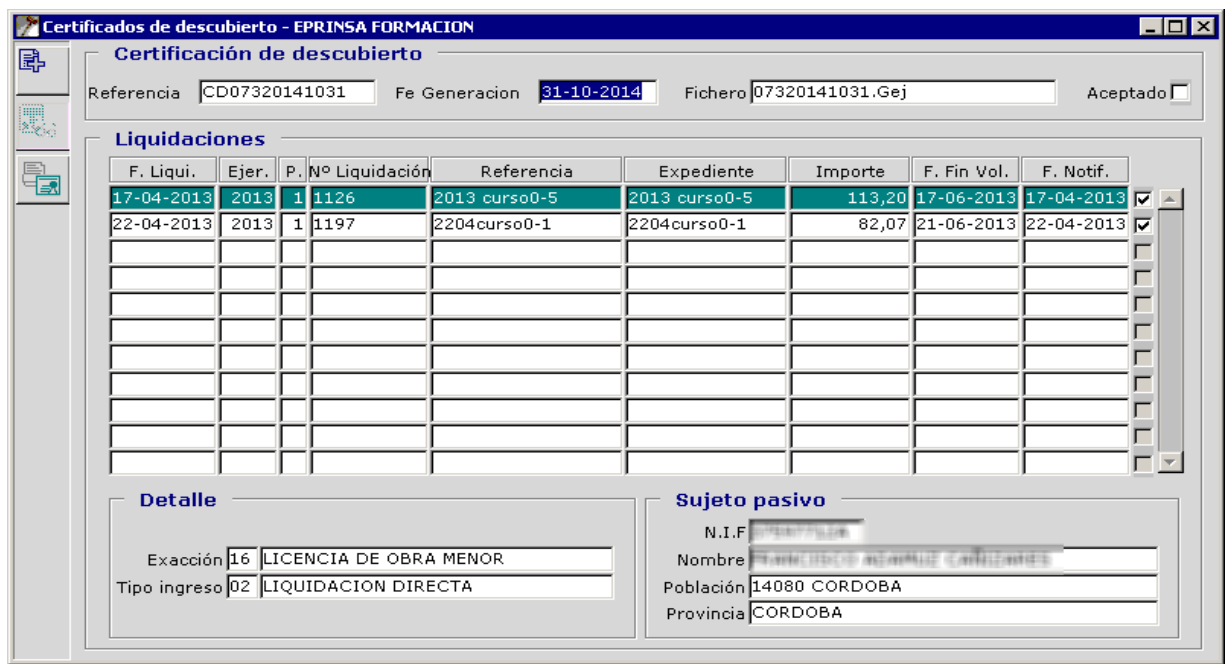 Certificados de descubierto - EPRINSA FORMACION
Certificación de descubierto
Referencia CD07320141031 Fe Generacion 31-10-2014 Fichero 07320141031.Gej Aceptado
Liquidaciones
F. Liqui. Ejer. P. Nº Liquidación Referencia Expediente Importe F. Fin Vol. F. Notif.
17-04-2013 2013 1 1126 2013 curso0-5 2013 curso0-5 113,20 17-06-2013 17-04-2013
22-04-2013 2013 1 1197 2204curso0-1 2204curso0-1 82,07 21-06-2013 22-04-2013
Detalle
Exacción 16 LICENCIA DE OBRA MENOR
Tipo ingreso 02 LIQUIDACION DIRECTA
Sujeto pasivo
N.I.F
Nombre
Población 14080 CORDOBA
Provincia CORDOBA